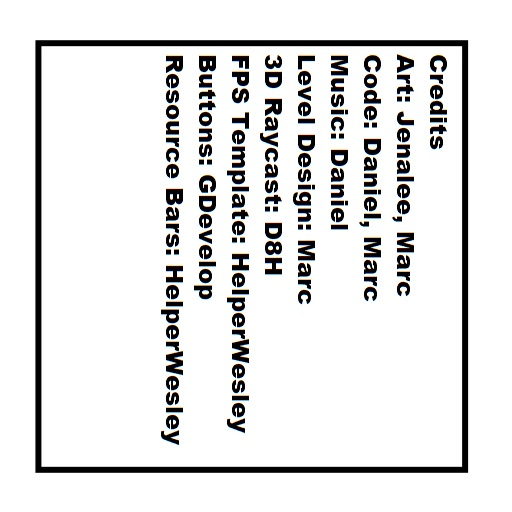 Credits
Art: Jenalee, Marc
Code: Daniel, Marc
Music: Daniel
Level Design: Marc
3D Raycast: D8H
FPS Template: HelperWesley
Buttons: GDevelop
Resource Bars: HelperWesley